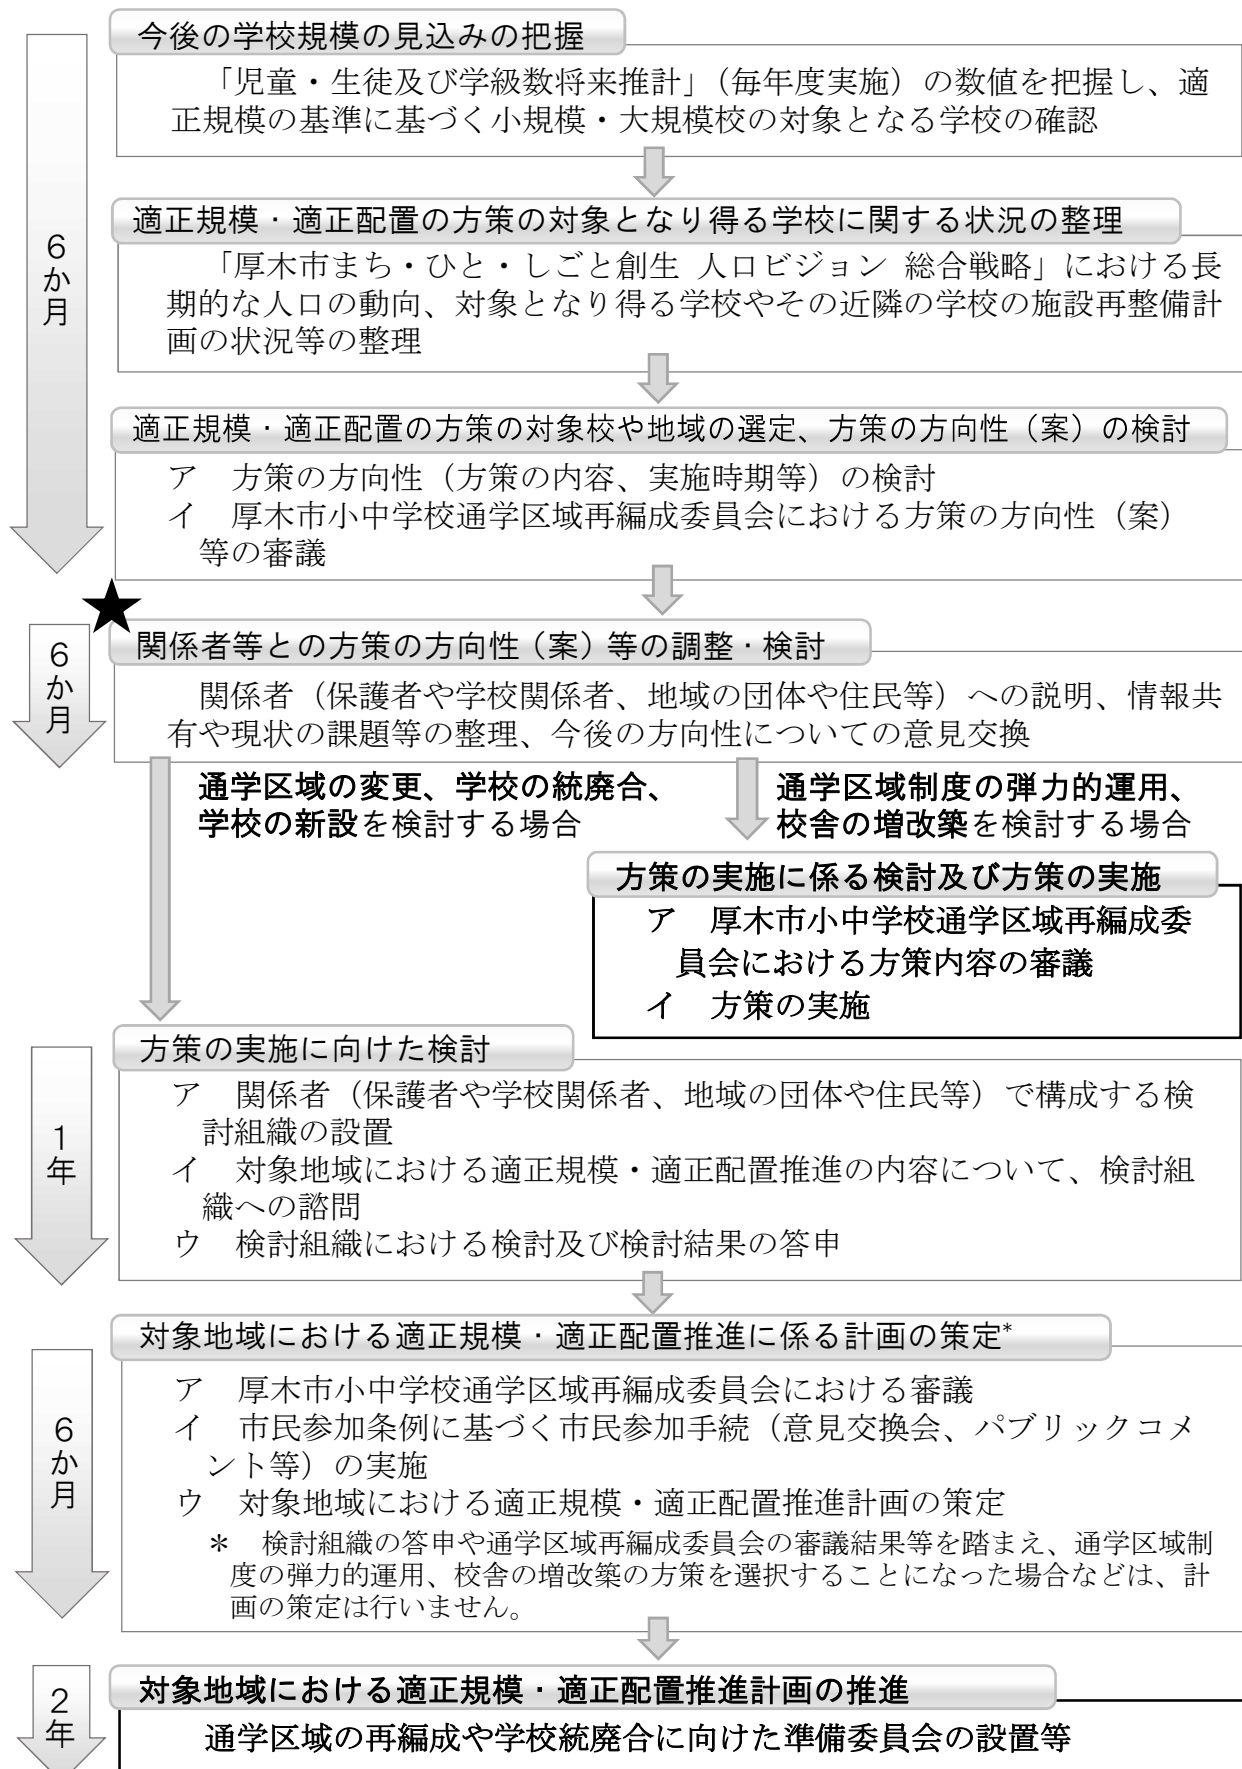 今後の学校規模の見込みの把握
「児童・生徒及び学級数将来推計」（毎年度実施）の数値を把握し、適
正規模の基準に基づく小規模・大規模校の対象となる学校の確認
適正規模・適正配置の方策の対象となり得る学校に関する状況の整理
「厚木市まち・ひと・しごと創生 人口ビジョン 総合戦略」における長
期的な人口の動向、対象となり得る学校やその近隣の学校の施設再整備計
画の状況等の整理
6か月
適正規模・適正配置の方策の対象校や地域の選定、方策の方向性（案）の検討
ア　方策の方向性（方策の内容、実施時期等）の検討
イ　厚木市小中学校通学区域再編成委員会における方策の方向性（案）
等の審議
★
関係者等との方策の方向性（案）等の調整・検討
6か月
関係者（保護者や学校関係者、地域の団体や住民等）への説明、情報共
有や現状の課題等の整理、今後の方向性についての意見交換
通学区域の変更、学校の統廃合、
学校の新設を検討する場合
通学区域制度の弾力的運用、
校舎の増改築を検討する場合
方策の実施に係る検討及び方策の実施
ア　厚木市小中学校通学区域再編成委
員会における方策内容の審議
イ　方策の実施
方策の実施に向けた検討
1年
ア　関係者（保護者や学校関係者、地域の団体や住民等）で構成する検
討組織の設置
イ　対象地域における適正規模・適正配置推進の内容について、検討組
織への諮問
ウ　検討組織における検討及び検討結果の答申
対象地域における適正規模・適正配置推進に係る計画の策定*
6か月
ア　厚木市小中学校通学区域再編成委員会における審議
イ　市民参加条例に基づく市民参加手続（意見交換会、パブリックコメ
ント等）の実施
ウ　対象地域における適正規模・適正配置推進計画の策定
＊　検討組織の答申や通学区域再編成委員会の審議結果等を踏まえ、通学区域制
度の弾力的運用、校舎の増改築の方策を選択することになった場合などは、計
画の策定は行いません。
対象地域における適正規模・適正配置推進計画の推進
2年
通学区域の再編成や学校統廃合に向けた準備委員会の設置等